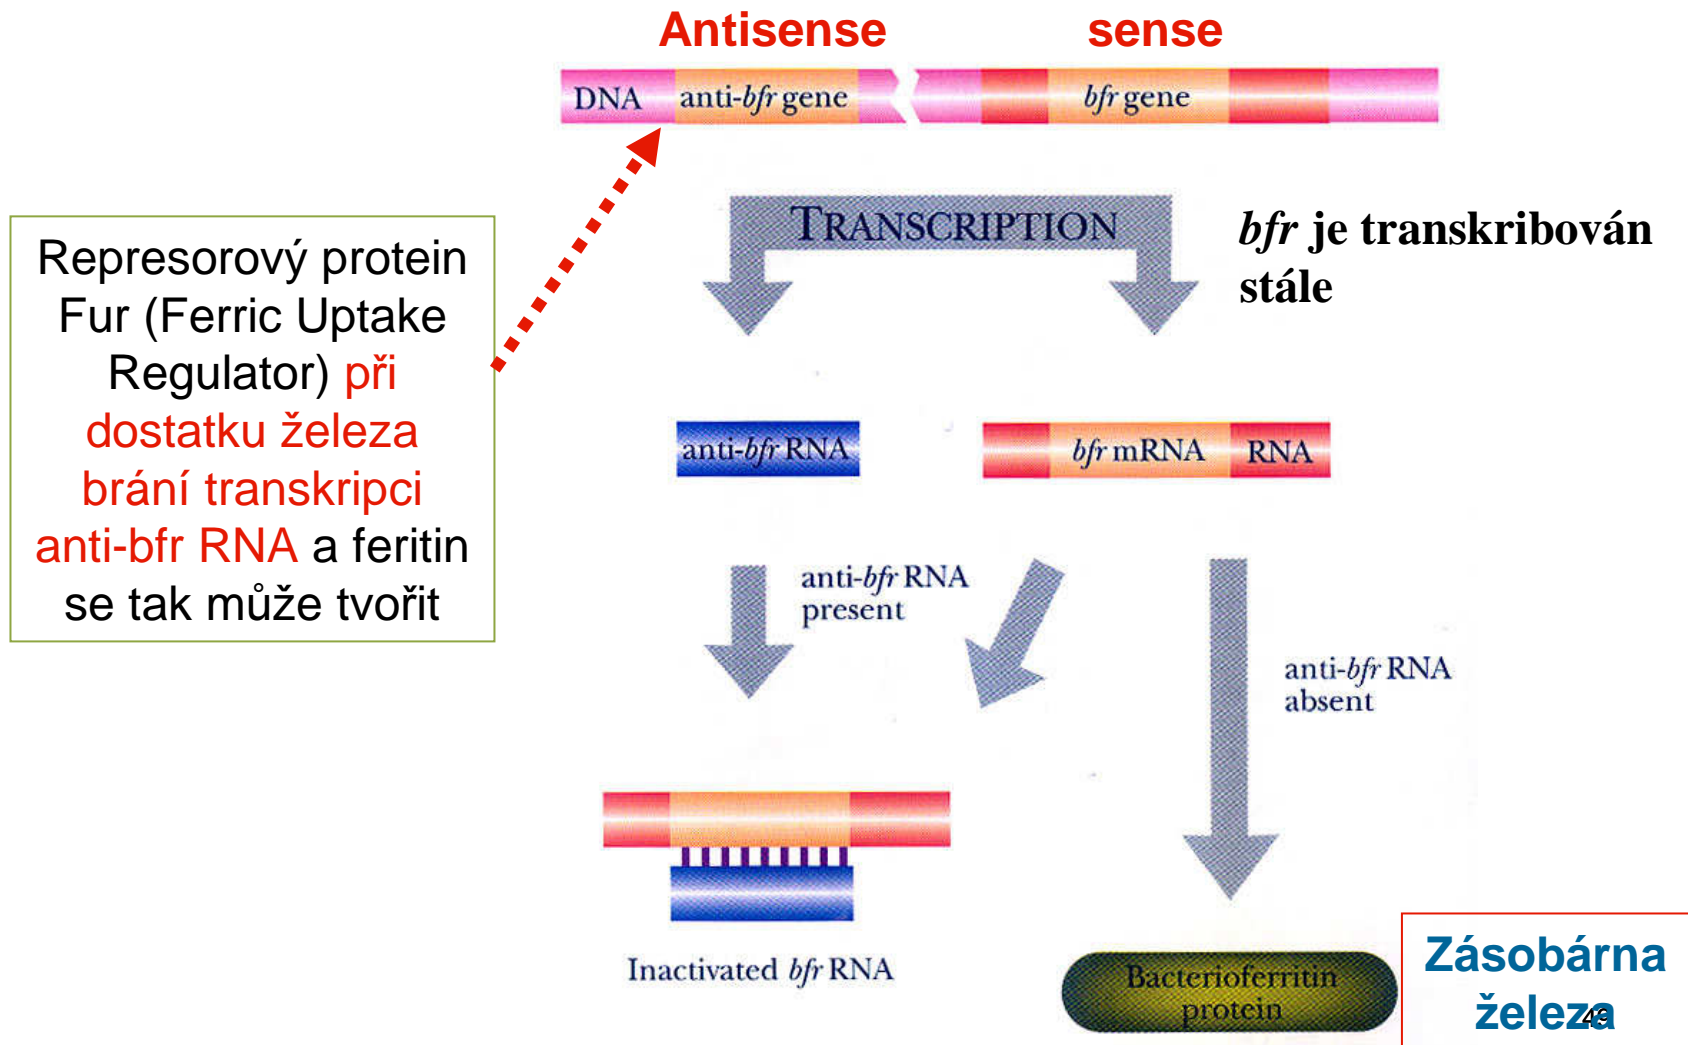 Antisense sense
DNA anti-bfr gene bfr gene
TRANSCRIPTION
bfr je transkribován
stále
Represorový protein
Fur (Ferric Uptake
Regulator) při
dostatku železa
brání transkripci
anti-bfr RNA a feritin
se tak může tvořit
anti-bfr RNA bfr mRNA RNA
anti-bfr RNA
present
anti-bfr RNA
absent
Inactivated bfr RNA
Bacterioferritin
protein
Zásobárna
železa
49